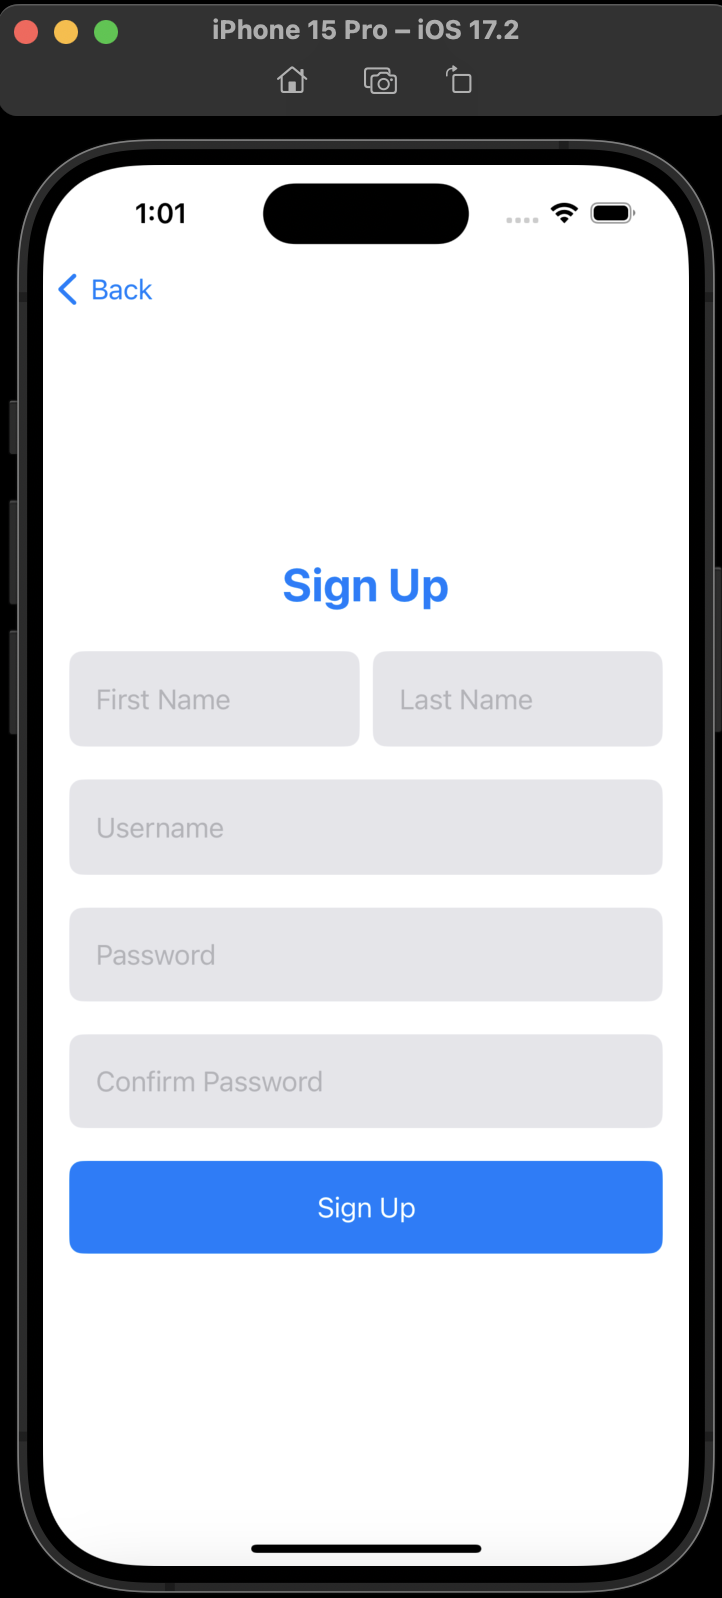 iPhone 15 Pro – iOS 17.2
1:01
Back
Sign Up
First Name Last Name
Username
Password
Confirm Password
Sign Up